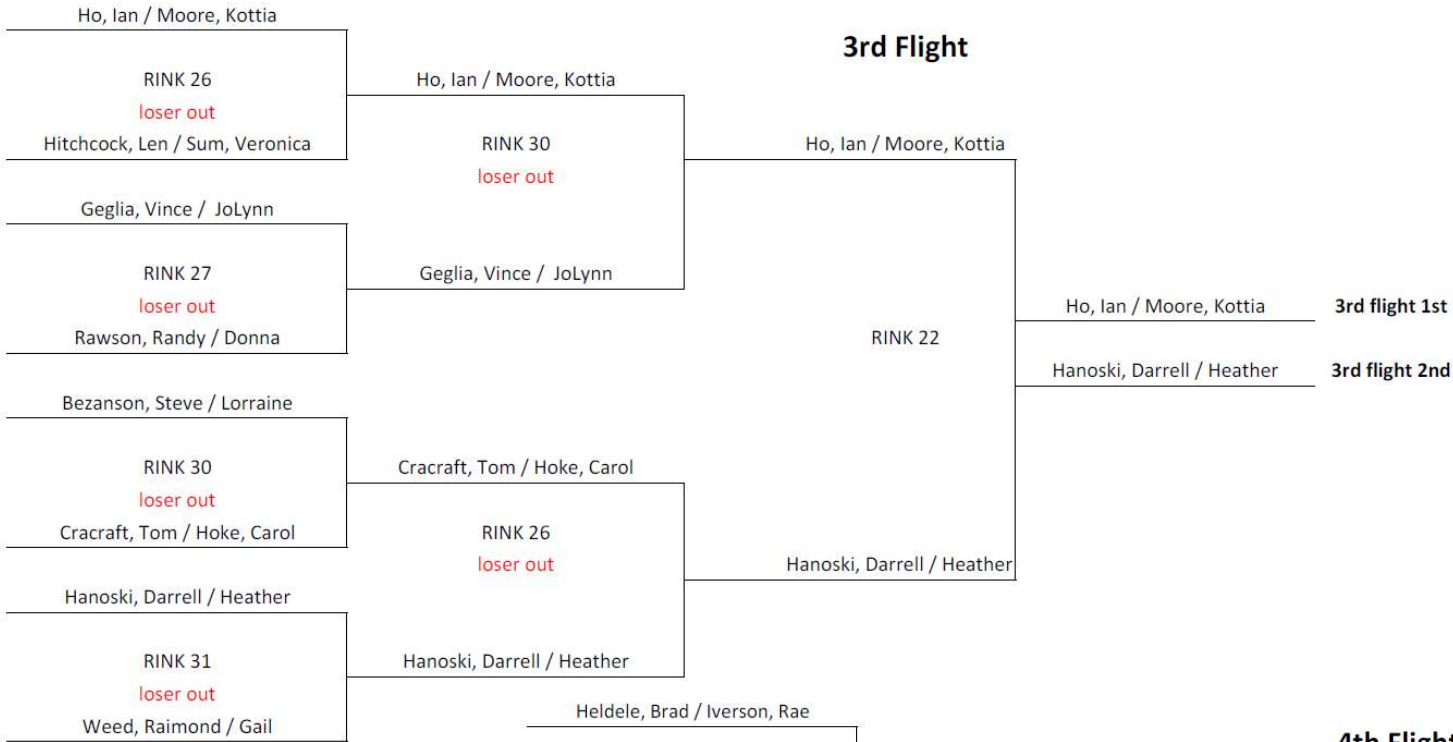 Ho, Ian / Moore, Kottia
3rd Flight
RINK 26
Ho, Ian / Moore, Kottia
loser out
Hitchcock, Len / Sum, Veronica
RINK 30
Ho, Ian / Moore, Kottia
loser out
Geglia, Vince / JoLynn
RINK 27
Geglia, Vince / JoLynn
loser out
Ho, Ian / Moore, Kottia
3rd flight 1st
Rawson, Randy / Donna
RINK 22
Hanoski, Darrell / Heather
3rd flight 2nd
Bezanson, Steve / Lorraine
RINK 30
Cracraft, Tom / Hoke, Carol
loser out
Cracraft, Tom / Hoke, Carol
RINK 26
loser out
Hanoski, Darrell / Heather
Hanoski, Darrell / Heather
RINK 31
Hanoski, Darrell / Heather
loser out
Heldele, Brad / Iverson, Rae
Weed, Raimond / Gail
4th Flight